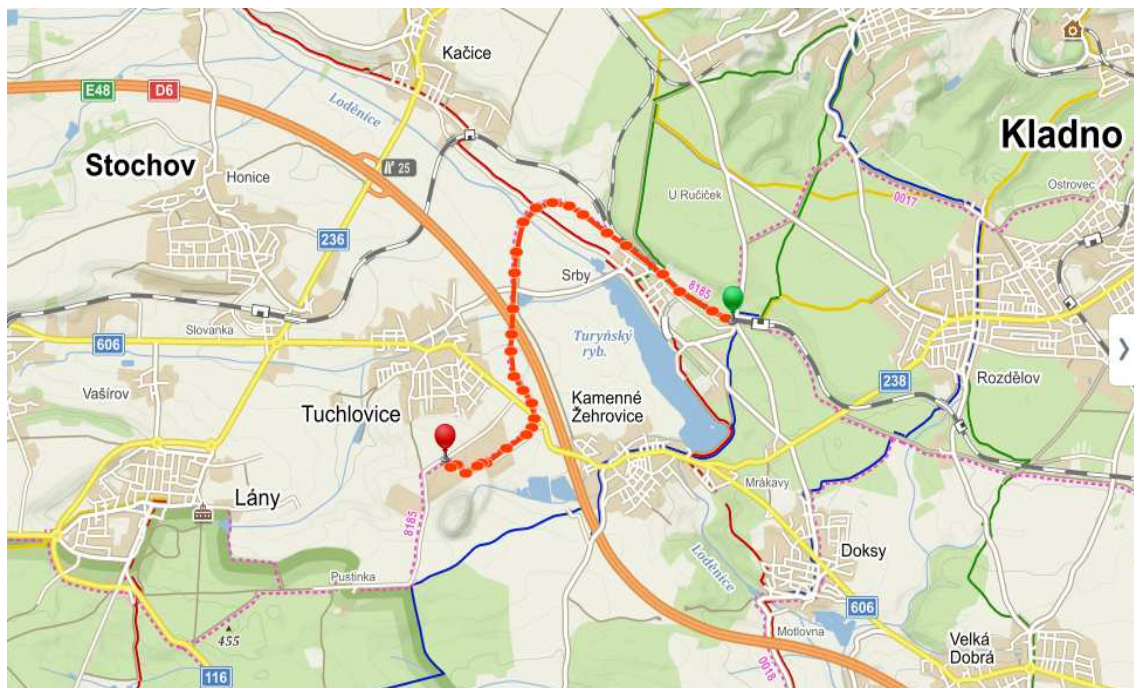 Kačice
E48
D6
Loděnice
Kladno
Stochov
25
Honice
Ostrovec
U Ručiček
0017
236
Srby
8185
Slovanka
606
Turyňský
ryb.
238
Vašírov
Rozdělov
Kamenné
Žehrovice
Tuchlovice
Mrákavy
Lány
8185
Doksy
Loděnice
Pustinka
606
455
Motlovna
Velká
Dobrá
0018
116